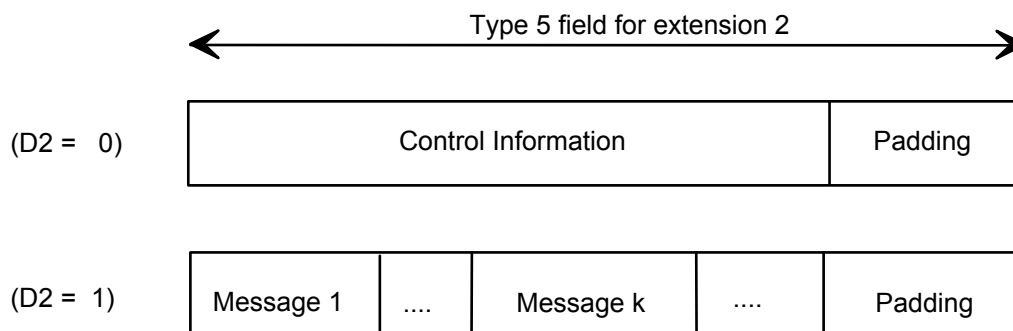 Type 5 field for extension 2
(D2 = 0) Control Information Padding
(D2 = 1) Message 1 .... Message k .... Padding